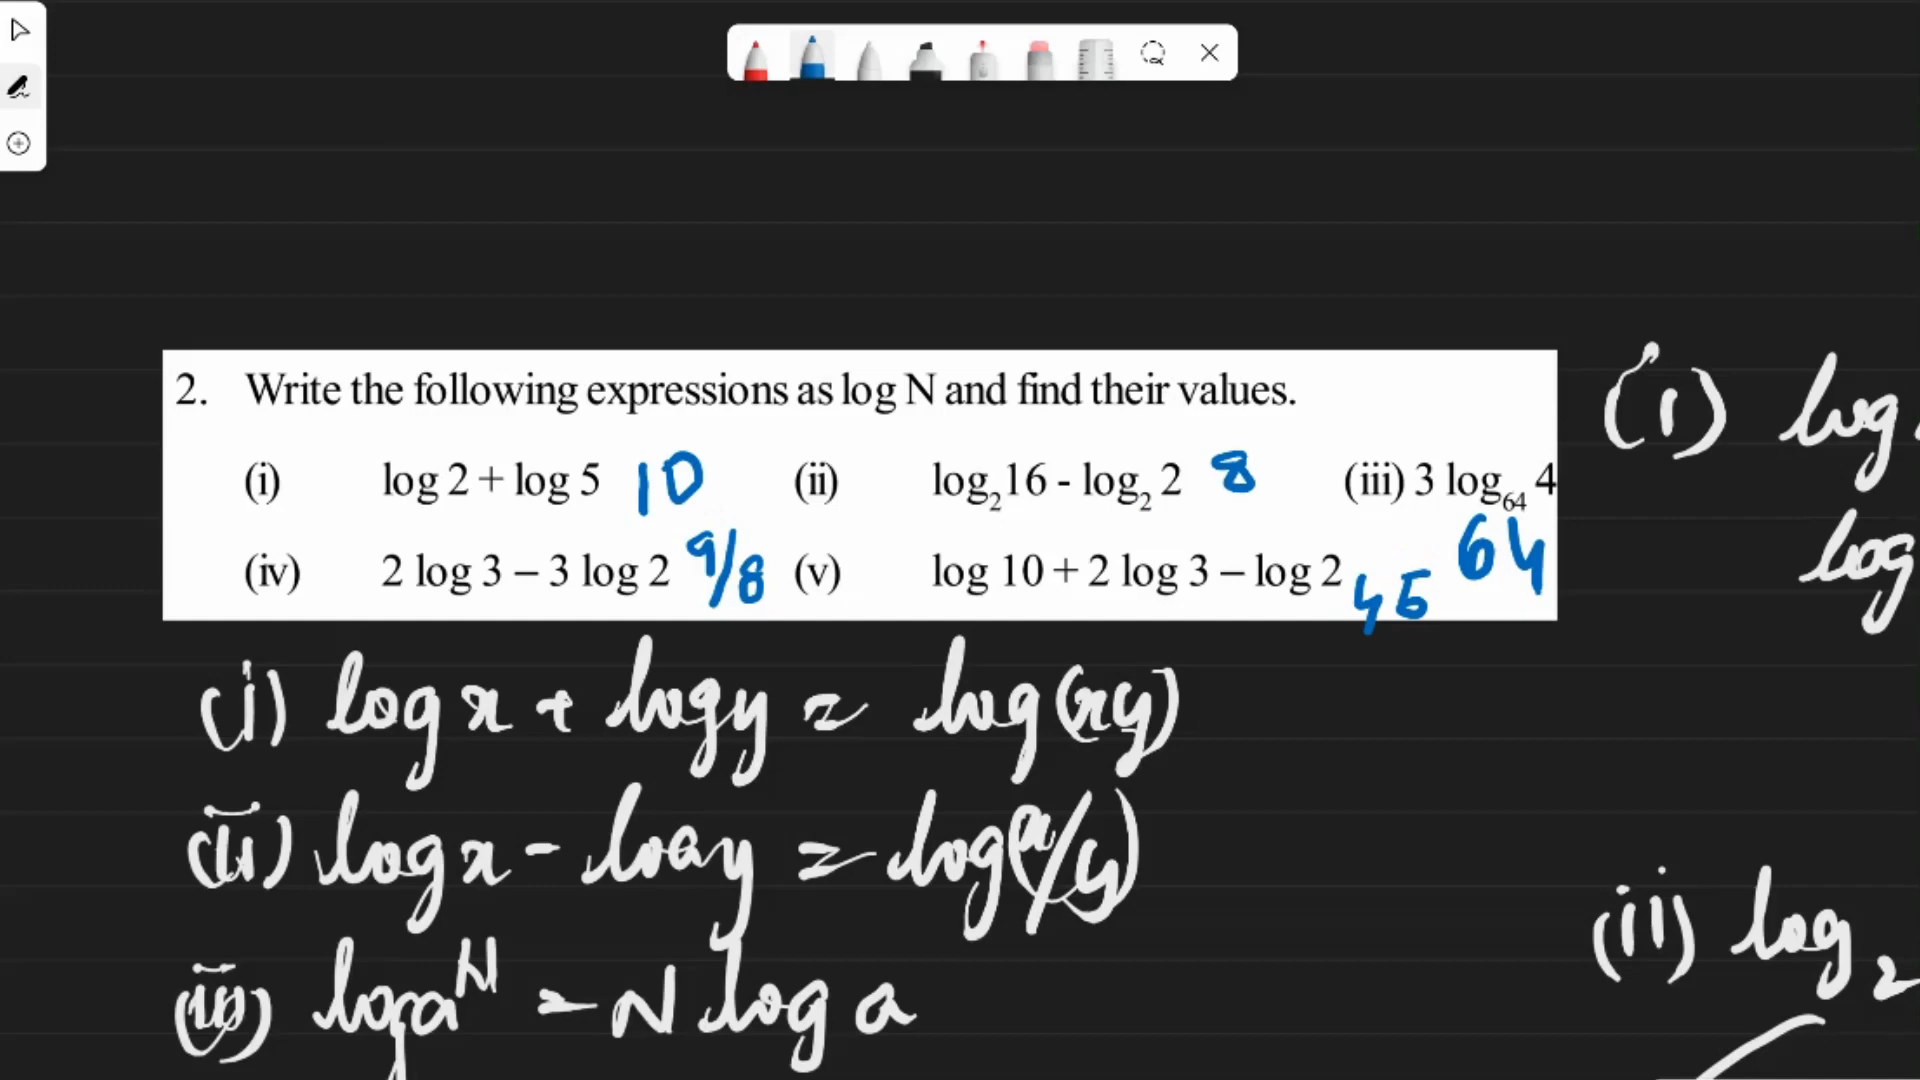 2. Write the following expressions as log N and find their values.
(i) log 2 + log 5 10 (ii) log₂16 - log₂ 2 8 (iii) 3 log₆₄ 4
64
(iv) 2 log 3 – 3 log 2 9/8 (v) log 10 + 2 log 3 – log 2 45
(i) log
log
(i) log x + log y = log(xy)
(ii) log x - log y = log(x/y)
(ii) log₂
(iii) log a^N = N log a